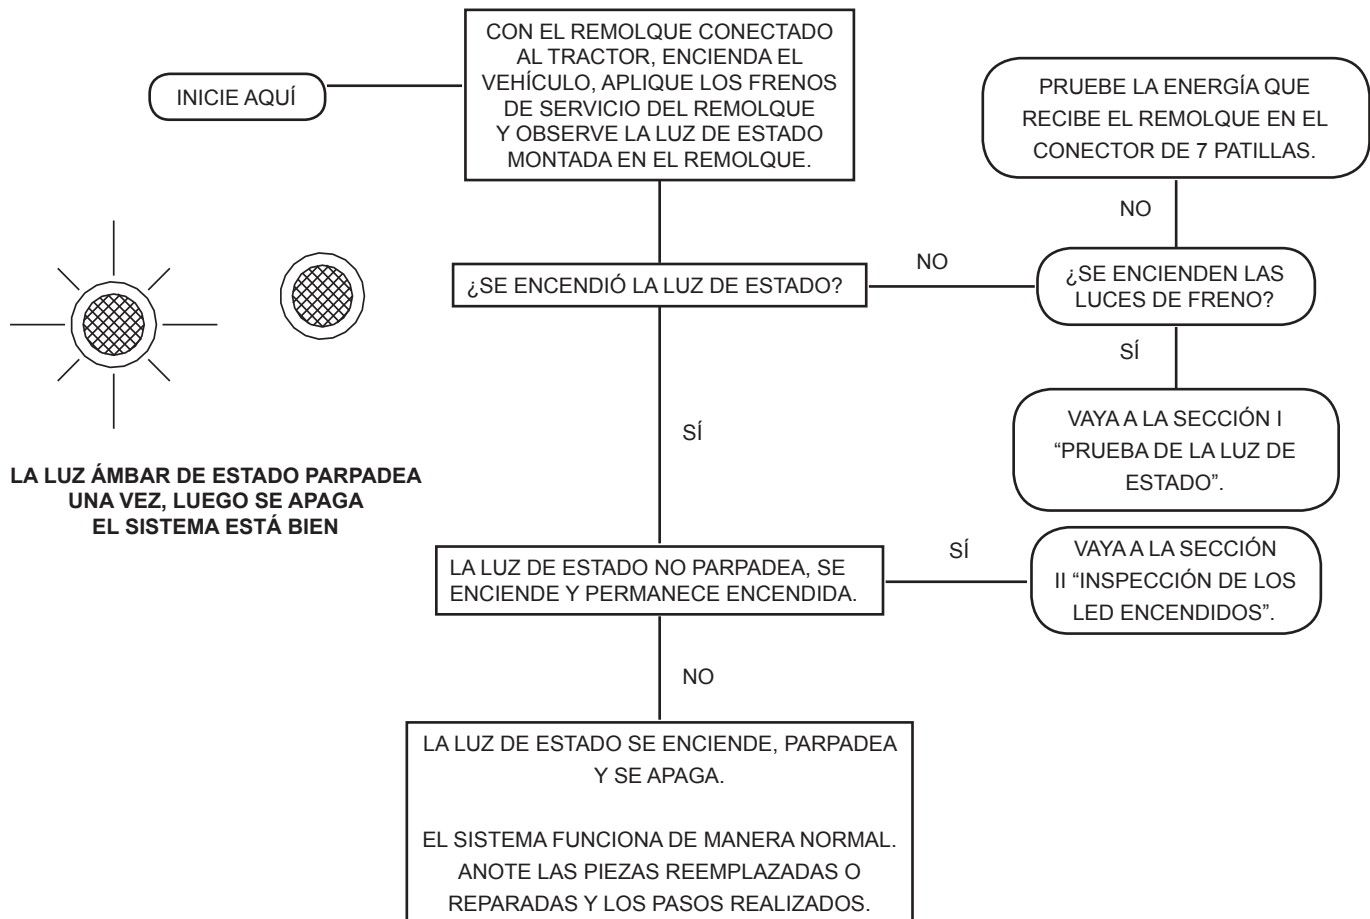 INICIE AQUÍ
CON EL REMOLQUE CONECTADO
AL TRACTOR, ENCIENDA EL
VEHÍCULO, APLIQUE LOS FRENOS
DE SERVICIO DEL REMOLQUE
Y OBSERVE LA LUZ DE ESTADO
MONTADA EN EL REMOLQUE.
PRUEBE LA ENERGÍA QUE
RECIBE EL REMOLQUE EN EL
CONECTOR DE 7 PATILLAS.
NO
¿SE ENCENDIÓ LA LUZ DE ESTADO?
NO
¿SE ENCIENDEN LAS
LUCES DE FRENO?
SÍ
VAYA A LA SECCIÓN I
“PRUEBA DE LA LUZ DE
ESTADO”.
SÍ
LA LUZ ÁMBAR DE ESTADO PARPADEA
UNA VEZ, LUEGO SE APAGA
EL SISTEMA ESTÁ BIEN
LA LUZ DE ESTADO NO PARPADEA, SE
ENCIENDE Y PERMANECE ENCENDIDA.
SÍ
VAYA A LA SECCIÓN
II “INSPECCIÓN DE LOS
LED ENCENDIDOS”.
NO
LA LUZ DE ESTADO SE ENCIENDE, PARPADEA
Y SE APAGA.
EL SISTEMA FUNCIONA DE MANERA NORMAL.
ANOTE LAS PIEZAS REEMPLAZADAS O
REPARADAS Y LOS PASOS REALIZADOS.